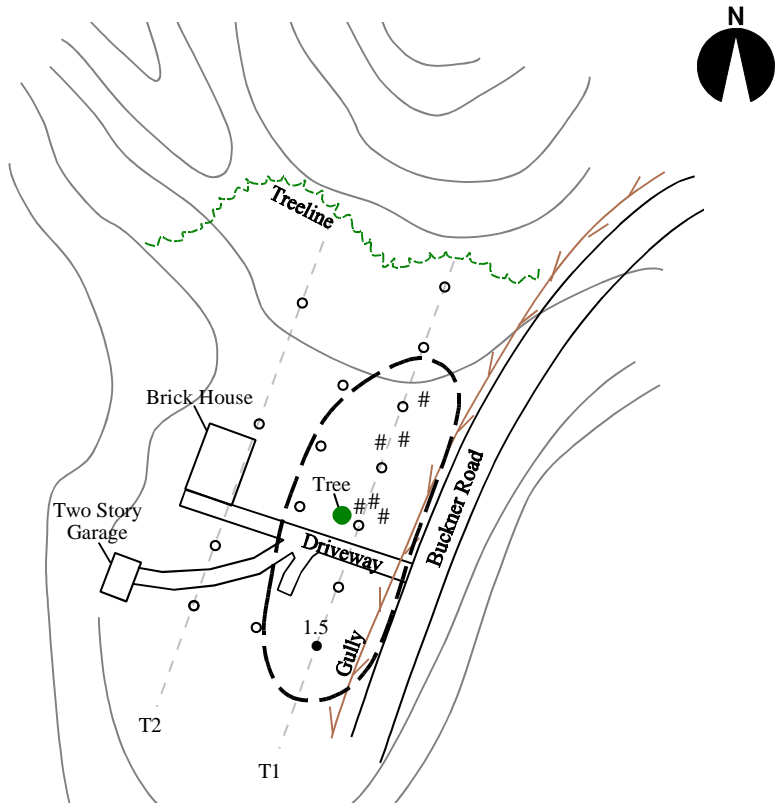 N
Treeline
#
Brick House
# #
Tree
# #
#
Two Story
Garage
Driveway
Buckner Road
1.5
Gully
T2
T1